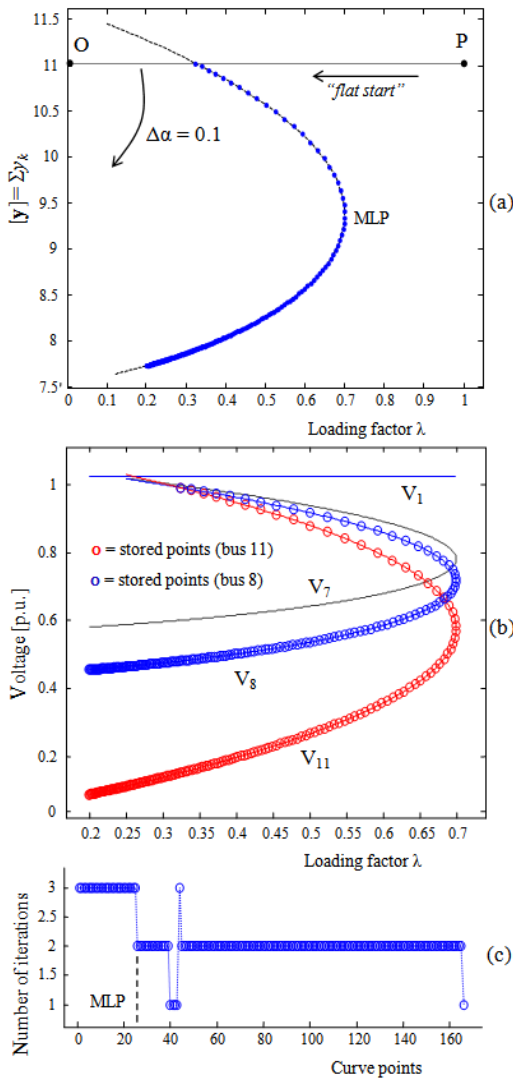 11.5
11
10.5
10
9.5
9
8.5
8
7.5'
[y] = Σyk
O
P
"flat start"
Δα = 0.1
MLP
(a)
0 0.1 0.2 0.3 0.4 0.5 0.6 0.7 0.8 0.9 1
Loading factor λ
1
0.8
0.6
0.4
0.2
0
Voltage [p.u.]
V1
o = stored points (bus 11)
o = stored points (bus 8)
V7
V8
V11
(b)
0.2 0.25 0.3 0.35 0.4 0.45 0.5 0.55 0.6 0.65 0.7
Loading factor λ
3
2.5
2
1.5
1
Number of iterations
MLP
(c)
0 20 40 60 80 100 120 140 160
Curve points